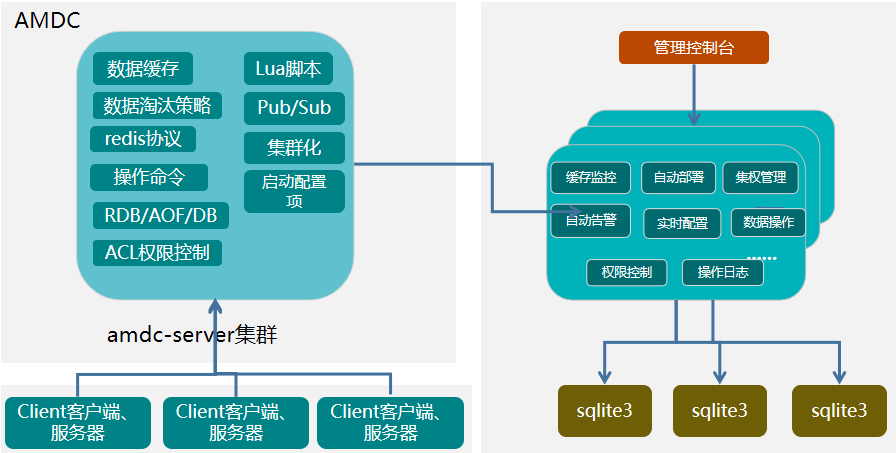 AMDC
数据缓存
数据淘汰策略
redis协议
操作命令
RDB/AOF/DB
ACL权限控制
Lua脚本
Pub/Sub
集群化
启动配置
项
amdc-server集群
Client客户端、
服务器
Client客户端、
服务器
Client客户端、
服务器
管理控制台
缓存监控
自动部署
集权管理
自动告警
实时配置
数据操作
......
权限控制
操作日志
sqlite3
sqlite3
sqlite3